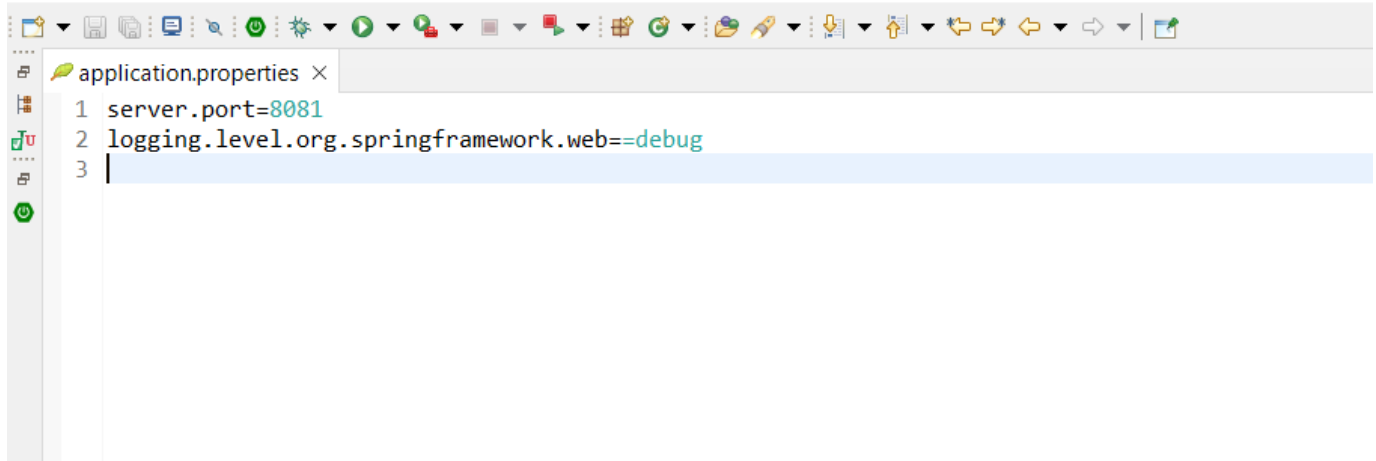 application.properties
1 server.port=8081
2 logging.level.org.springframework.web==debug
3